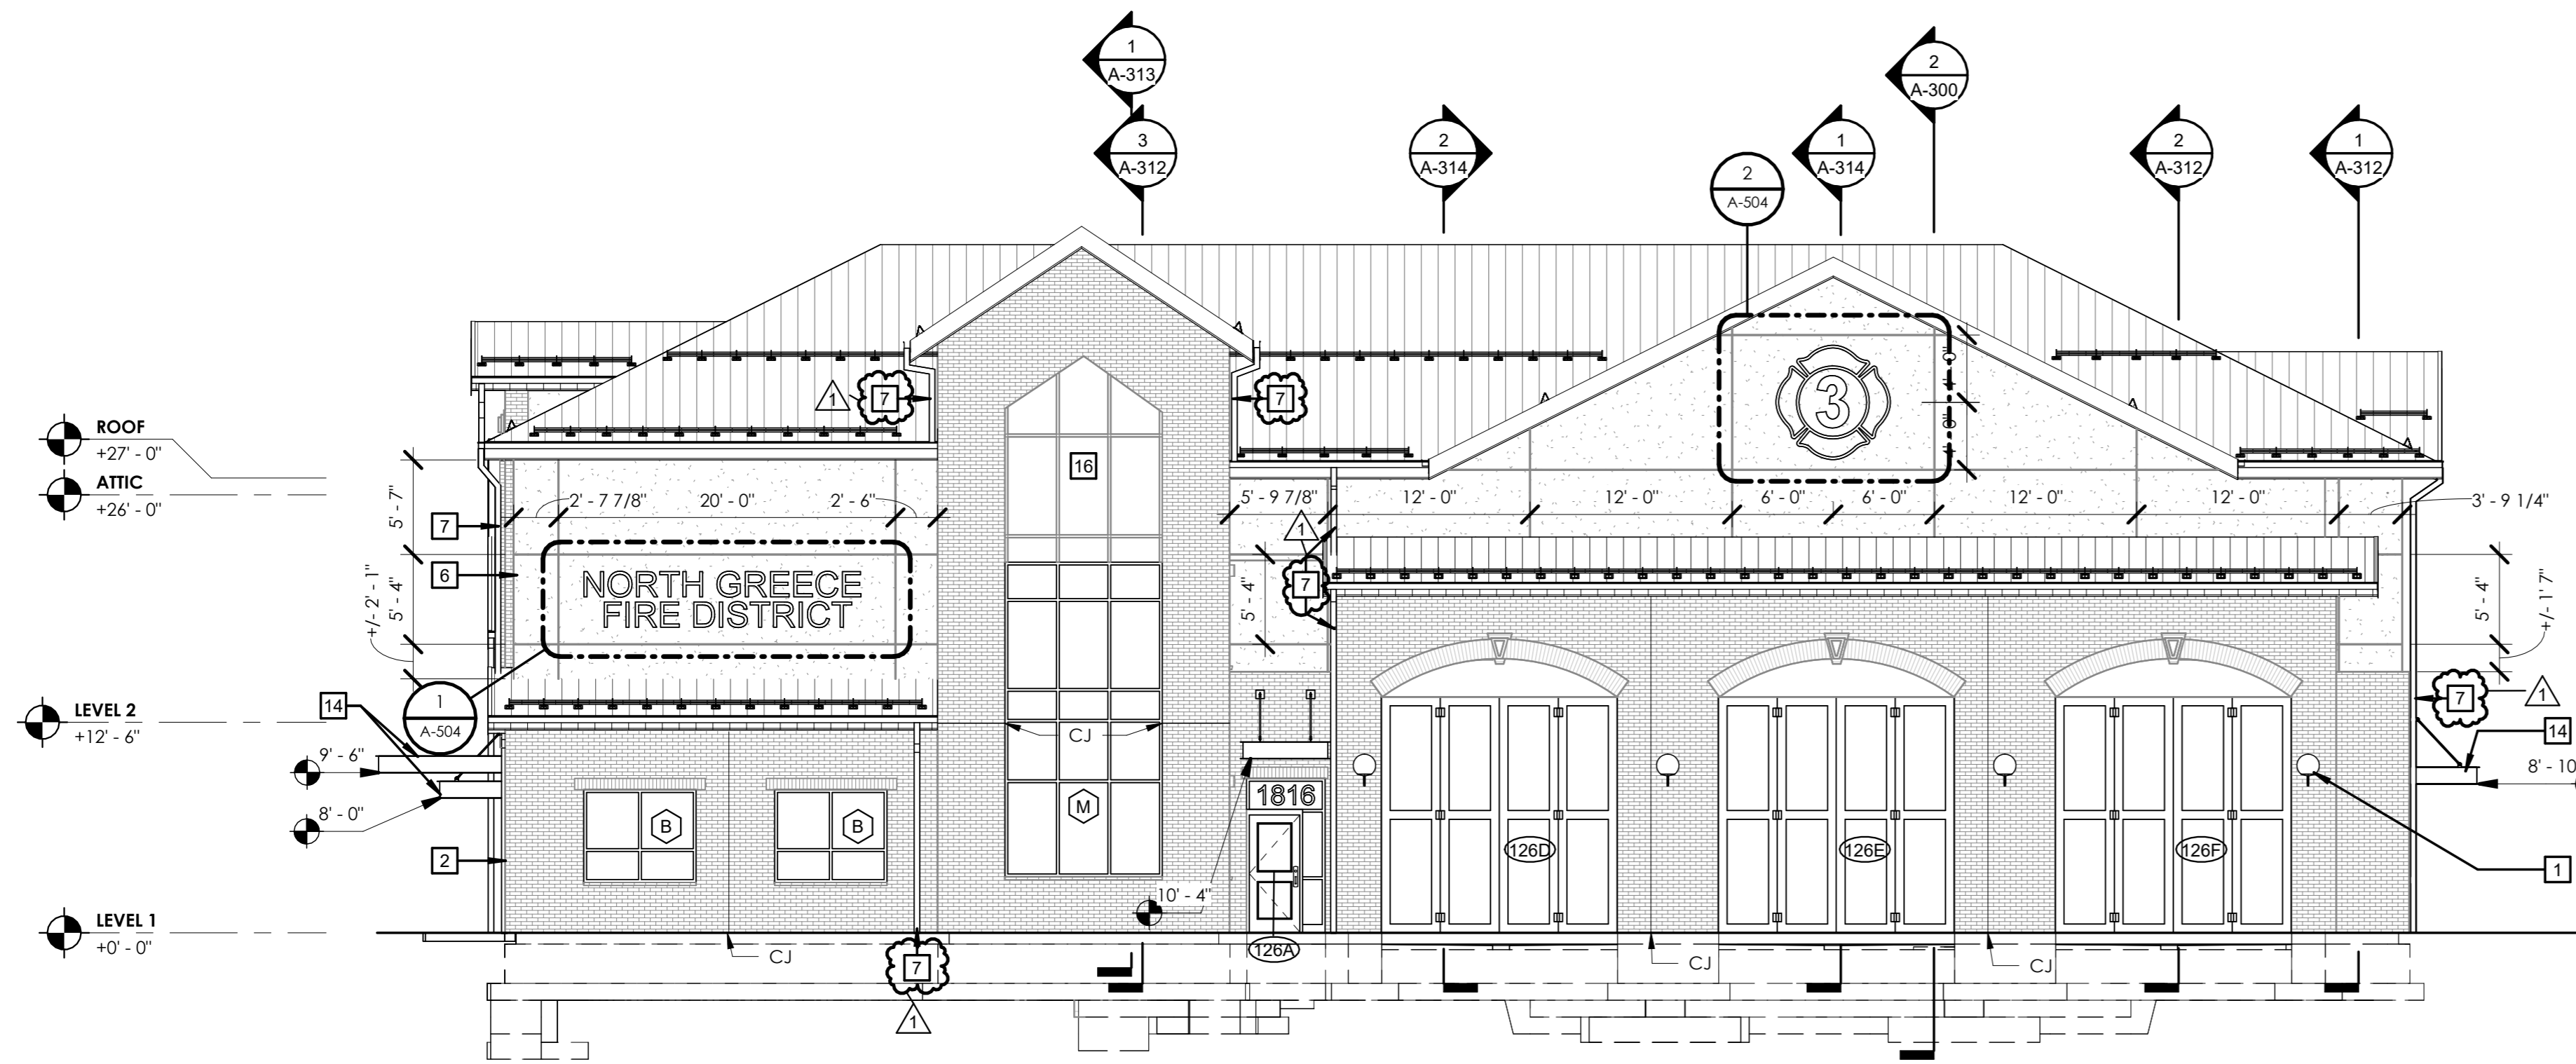 1
A-313
2
A-300
3
A-312
2
A-314
1
A-314
2
A-312
1
A-312
2
A-504
3
1
7
7
16
ROOF
+27' - 0"
ATTIC
+26' - 0"
5' - 7"
5' - 4"
+/- 2' - 1"
7
6
2' - 7 7/8"
20' - 0"
2' - 6"
5' - 9 7/8"
12' - 0"
12' - 0"
6' - 0"
6' - 0"
12' - 0"
12' - 0"
3' - 9 1/4"
4' - 0"
4' - 0"
1
7
5' - 4"
5' - 4"
+/- 1' 7"
NORTH GREECE
FIRE DISTRICT
LEVEL 2
+12' - 6"
14
1
A-504
CJ
7
1
14
9' - 6"
8' - 0"
8' - 10
B
B
M
1816
2
126D
126E
126F
1
10' - 4"
LEVEL 1
+0' - 0"
CJ
7
1
126A
CJ
CJ